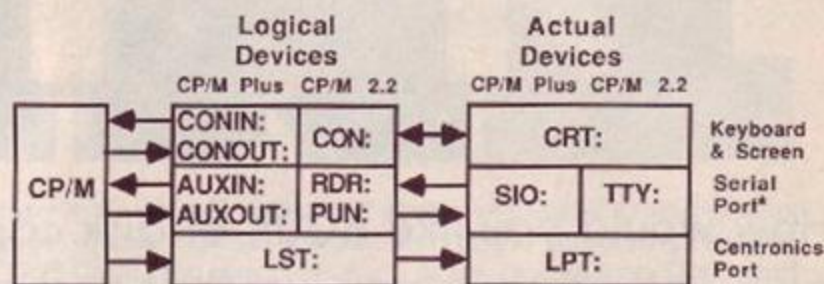 Logical Devices
Actual Devices
CP/M Plus CP/M 2.2
CP/M Plus CP/M 2.2
CP/M
CONIN:
CONOUT:
CON:
CRT:
Keyboard
& Screen
AUXIN:
AUXOUT:
RDR:
PUN:
SIO:
TTY:
Serial
Port*
LST:
LPT:
Centronics
Port